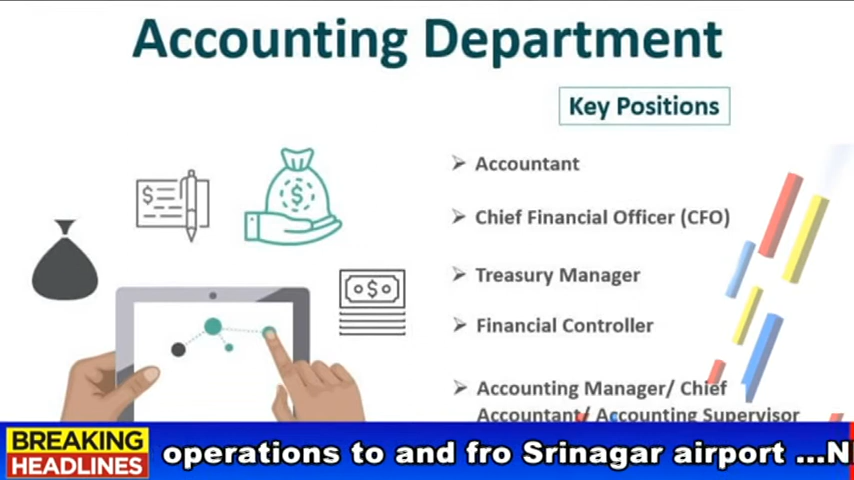 Accounting Department
Key Positions
Accountant
Chief Financial Officer (CFO)
Treasury Manager
Financial Controller
Accounting Manager/ Chief
Accountant/ Accounting Supervisor
BREAKING
HEADLINES
operations to and fro Srinagar airport ...N